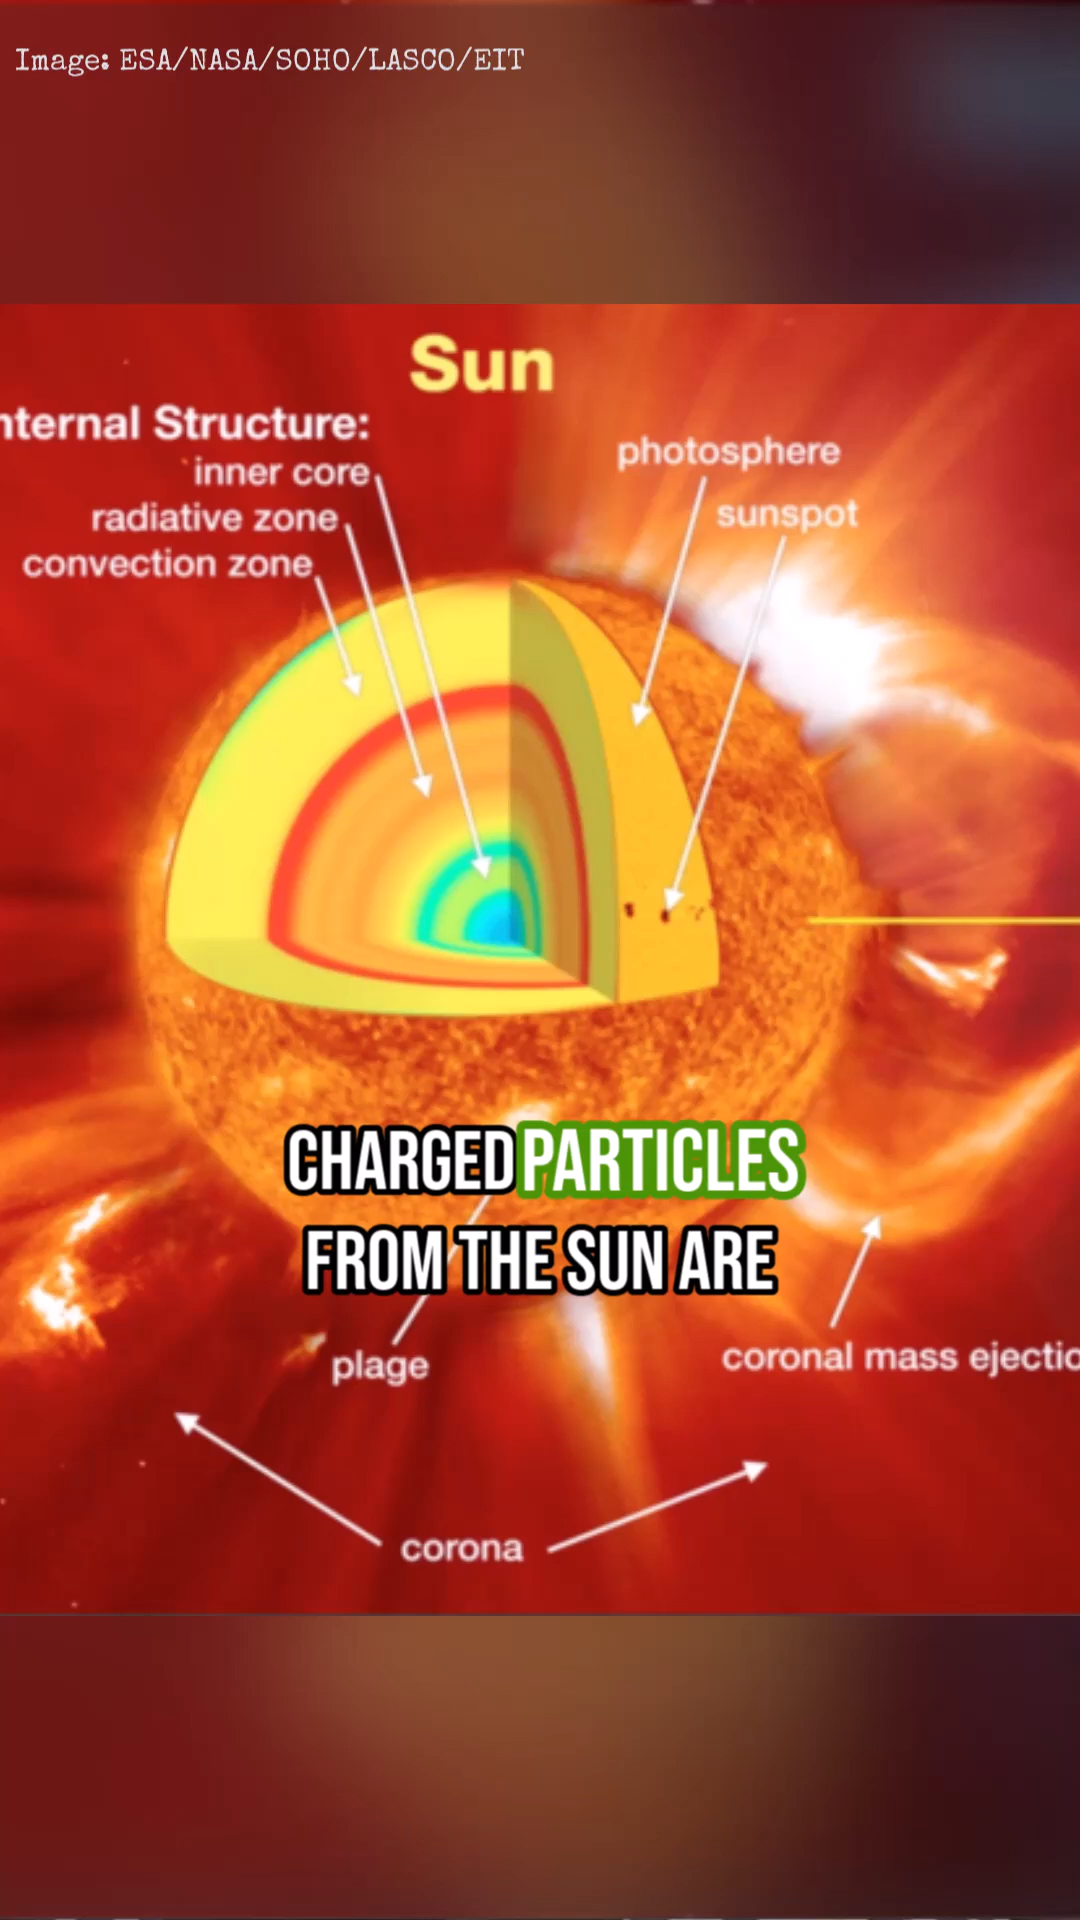 Image: ESA/NASA/SOHO/LASCO/EIT
Sun
nternal Structure:
inner core
radiative zone
convection zone
photosphere
sunspot
CHARGED PARTICLES
FROM THE SUN ARE
plage
coronal mass ejectio
corona